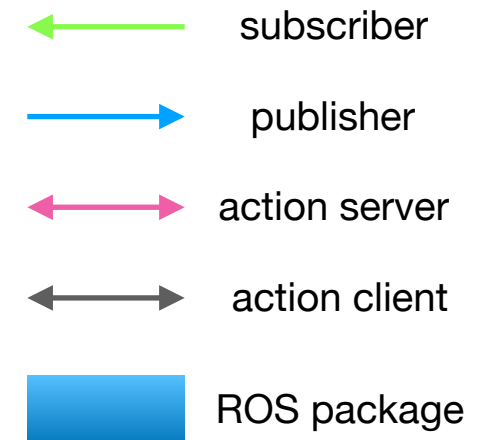 subscriber
publisher
action server
action client
ROS package